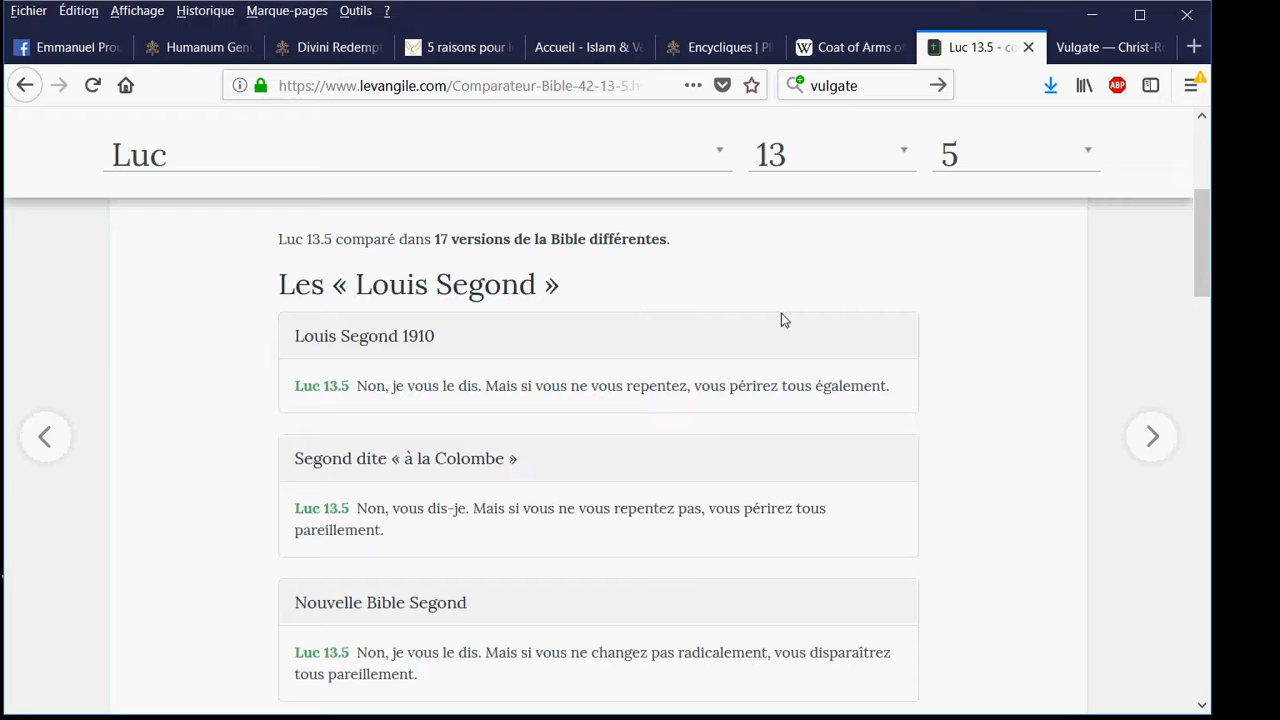 Fichier Édition Affichage Historique Marque-pages Outils ?
Emmanuel Prou Humanum Gen Divini Redempt 5 raisons pour Accueil - Islam & V Encycliques | PI Coat of Arms o Luc 13.5 - co Vulgate — Christ-R
https://www.levangile.com/Comparateur-Bible-42-13-5.h vulgate ABP
Luc 13 5
Luc 13.5 comparé dans 17 versions de la Bible différentes.
Les « Louis Segond »
Louis Segond 1910
Luc 13.5 Non, je vous le dis. Mais si vous ne vous repentez, vous périrez tous également.
Segond dite « à la Colombe »
Luc 13.5 Non, vous dis-je. Mais si vous ne vous repentez pas, vous périrez tous
pareillement.
Nouvelle Bible Segond
Luc 13.5 Non, je vous le dis. Mais si vous ne changez pas radicalement, vous disparaîtrez
tous pareillement.